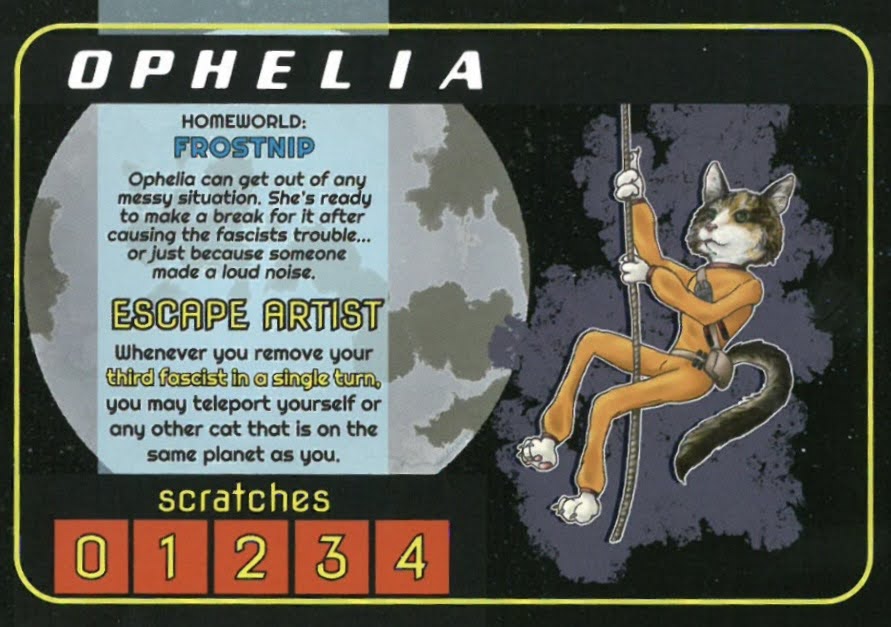 OPHELIA
HOMEWORLD:
FROSTNIP
Ophelia can get out of any
messy situation. She's ready
to make a break for it after
causing the fascists trouble...
or just because someone
made a loud noise.
ESCAPE ARTIST
Whenever you remove your
third fascist in a single turn,
you may teleport yourself or
any other cat that is on the
same planet as you.
scratches
0 1 2 3 4